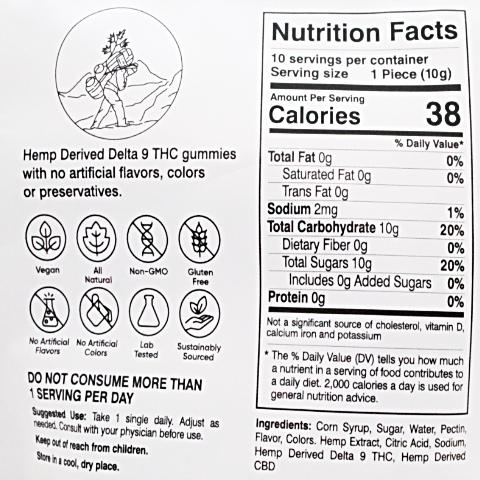 Hemp Derived Delta 9 THC gummies
with no artificial flavors, colors
or preservatives.
Vegan
All
Natural
Non-GMO
Gluten
Free
No Artificial
Flavors
No Artificial
Colors
Lab
Tested
Sustainably
Sourced
DO NOT CONSUME MORE THAN
1 SERVING PER DAY
Suggested Use: Take 1 single daily. Adjust as
needed. Consult with your physician before use.
Keep out of reach from children.
Store in a cool, dry place.
Nutrition Facts
10 servings per container
Serving size 1 Piece (10g)
Amount Per Serving
Calories 38
% Daily Value*
Total Fat 0g 0%
Saturated Fat 0g 0%
Trans Fat 0g
Sodium 2mg 1%
Total Carbohydrate 10g 20%
Dietary Fiber 0g 0%
Total Sugars 10g 20%
Includes 0g Added Sugars 0%
Protein 0g 0%
Not a significant source of cholesterol, vitamin D,
calcium iron and potassium
* The % Daily Value (DV) tells you how much
a nutrient in a serving of food contributes to
a daily diet. 2,000 calories a day is used for
general nutrition advice.
Ingredients: Corn Syrup, Sugar, Water, Pectin,
Flavor, Colors. Hemp Extract, Citric Acid, Sodium,
Hemp Derived Delta 9 THC, Hemp Derived
CBD